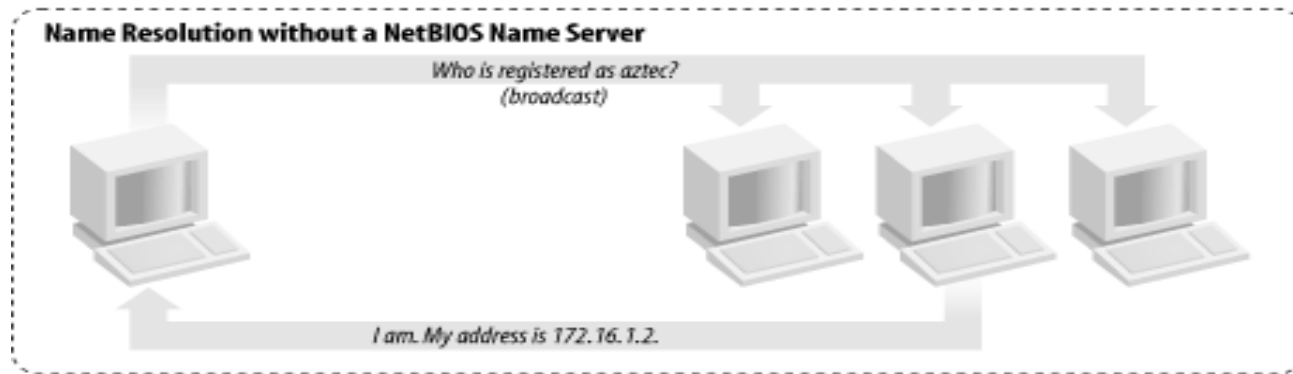 Name Resolution without a NetBIOS Name Server
Who is registered as aztec?
(broadcast)
I am. My address is 172.16.1.2.